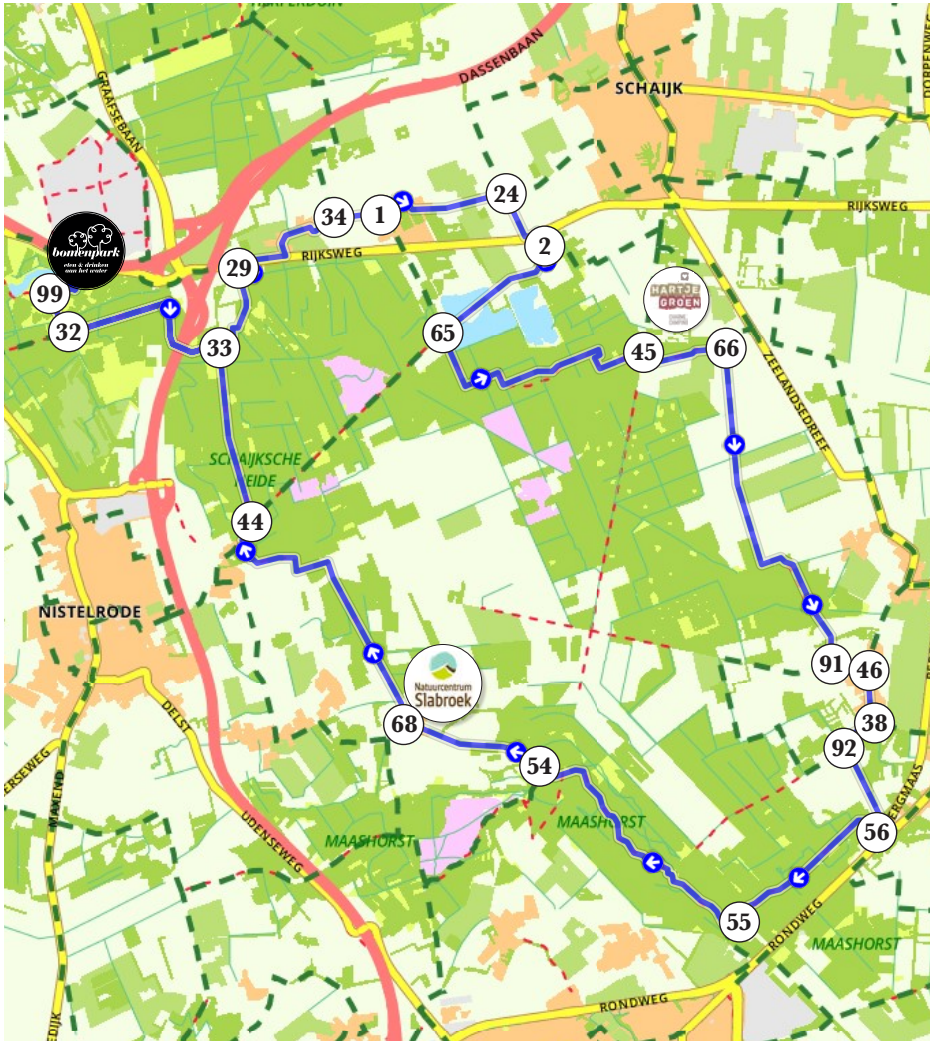 HERPERDUIN
DASSENBAAN
GRAAFSEBAAN
SCHAIJK
24
34
1
2
RIJKSWEG
RIJKSWEG
bomenpark
eten & drinken
aan het water
29
99
32
33
65
HARTJE
GROEN
45
66
ZEELANDSEDREEF
SCHAIJKSCHE
HEIDE
44
NISTELRODE
91
46
Natuurcentrum
Slabroek
68
38
92
DELST
54
MAXEND
UDENSEWEG
MAASHORST
MAASHORST
56
55
RONDWEG
MAASHORST
RONDWEG